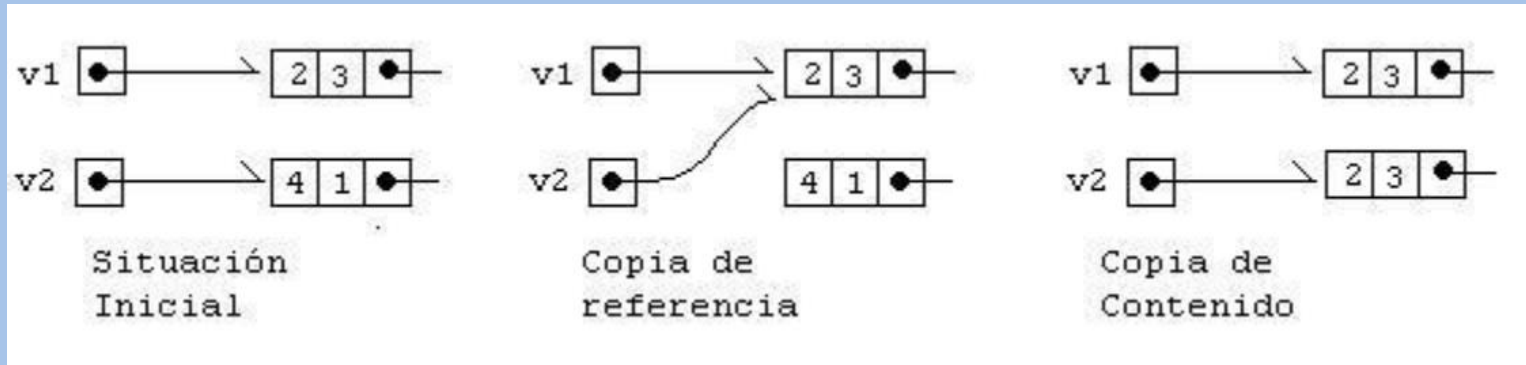 v1 2 3 v1 2 3 v1 2 3
v2 4 1 v2 4 1 v2 2 3
Situación
Inicial
Copia de
referencia
Copia de
Contenido